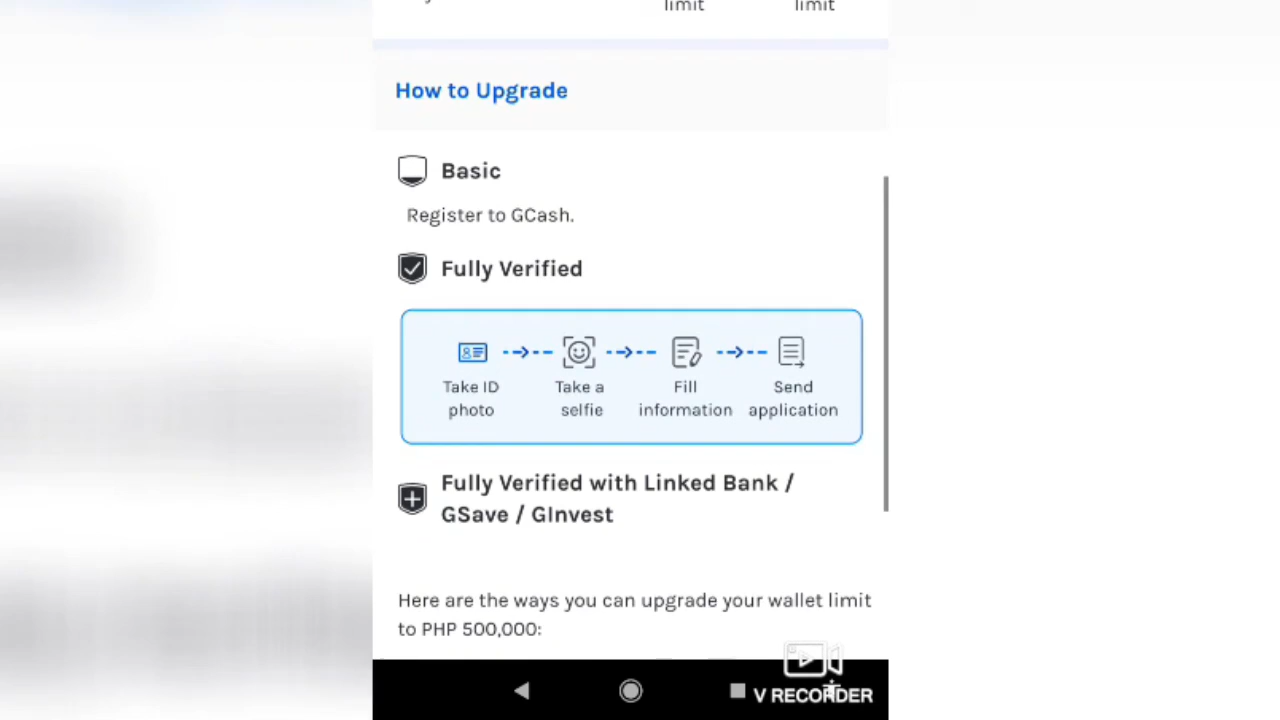 limit limit
How to Upgrade
Basic
Register to GCash.
Fully Verified
Take ID photo
Take a selfie
Fill information
Send application
Fully Verified with Linked Bank /
GSave / GInvest
Here are the ways you can upgrade your wallet limit
to PHP 500,000:
V RECORDER